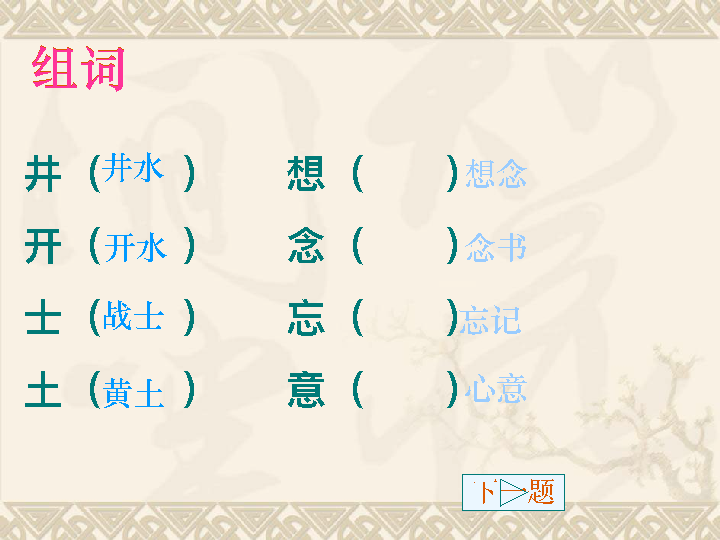 组词
井 (井水 ) 想 ( ) 想念
开 (开水 ) 念 ( ) 念书
士 (战士 ) 忘 ( ) 忘记
土 (黄土 ) 意 ( ) 心意
下一题